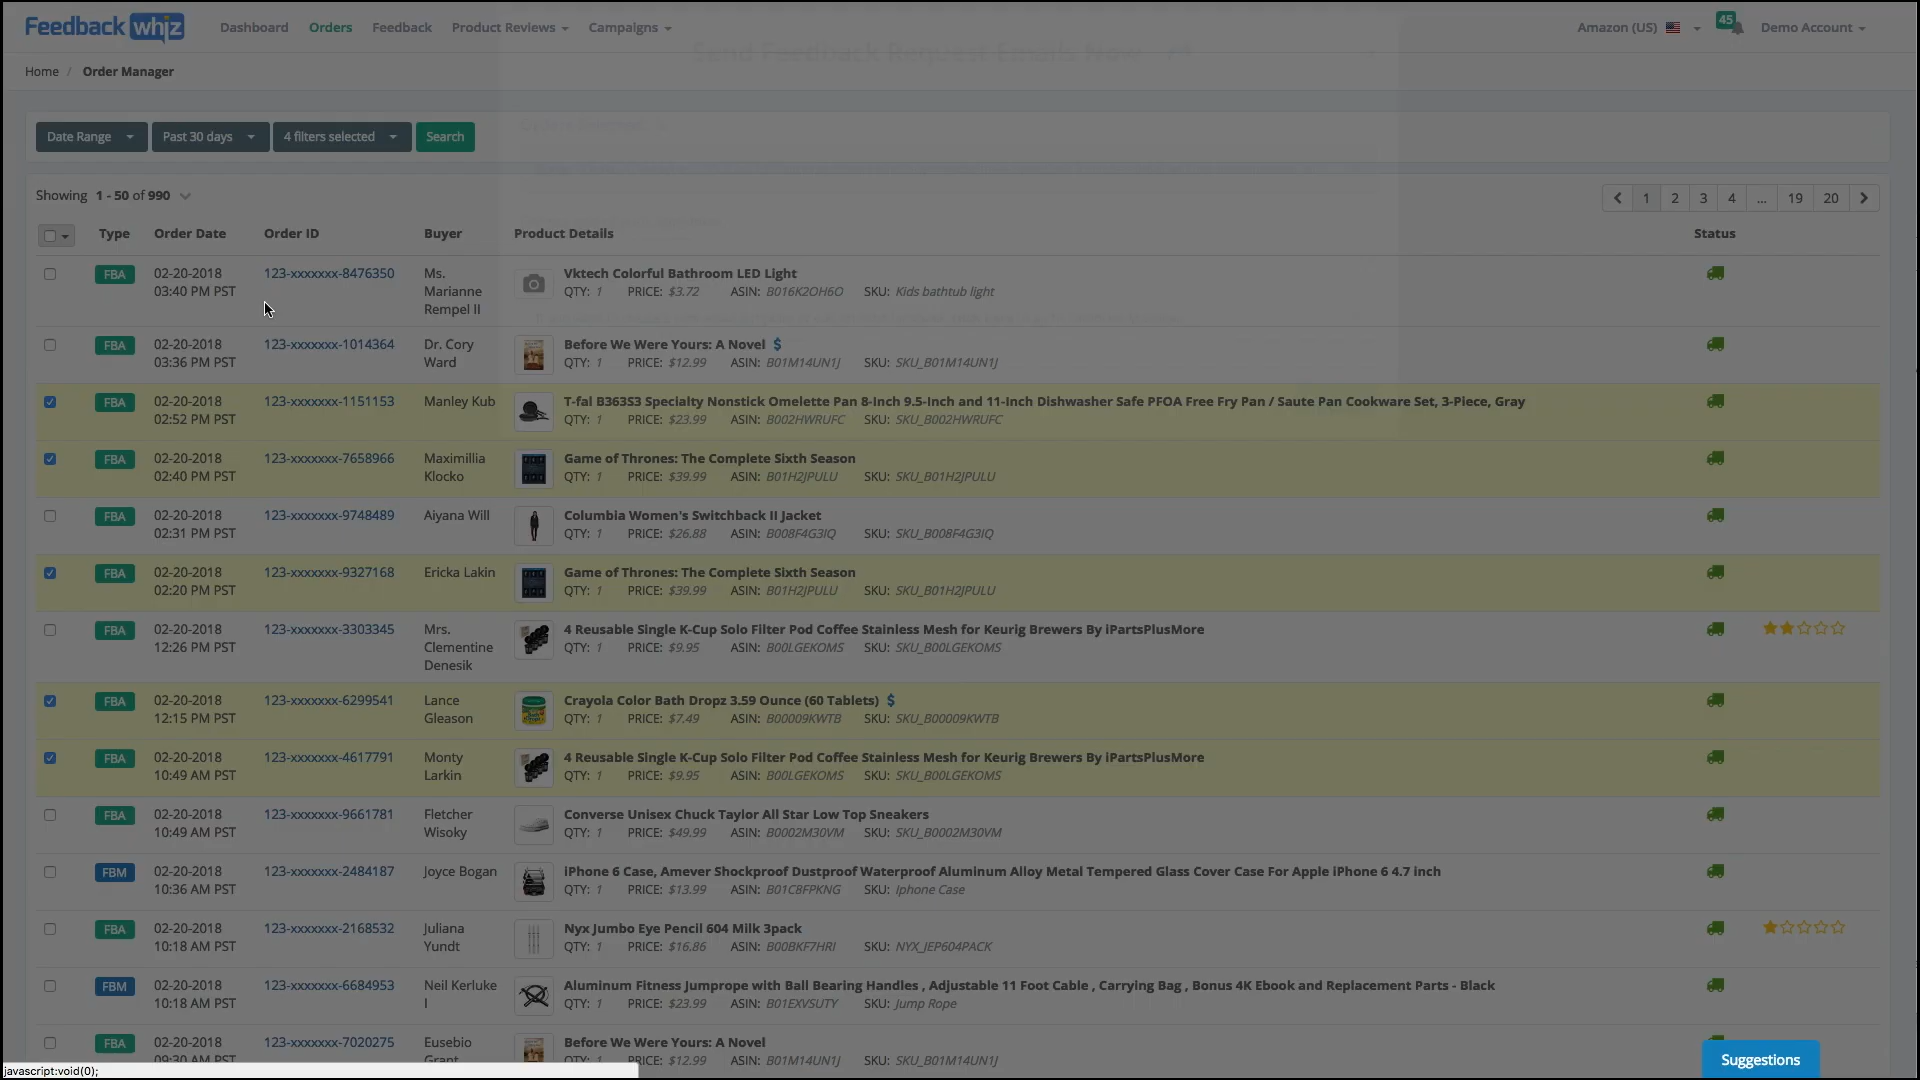 Feedback whiz Dashboard Orders Feedback Product Reviews Campaigns Amazon (US) 45 Demo Account
Send Feedback Request Emails Now
Home / Order Manager
Date Range Past 30 days 4 filters selected Search
Showing 1 - 50 of 990
1 2 3 4 ... 19 20
Type Order Date Order ID Buyer Product Details Status
FBA 02-20-2018 123-xxxxxxx-8476350 Ms. Vktech Colorful Bathroom LED Light
03:40 PM PST Marianne QTY: 1 PRICE: $3.72 ASIN: B016K2OH6O SKU: Kids bathtub light
Rempel II
FBA 02-20-2018 123-xxxxxxx-1014364 Dr. Cory Before We Were Yours: A Novel $
03:36 PM PST Ward QTY: 1 PRICE: $12.99 ASIN: B01M14UN1J SKU: SKU_B01M14UN1J
FBA 02-20-2018 123-xxxxxxx-1151153 Manley Kub T-fal B363S3 Specialty Nonstick Omelette Pan 8-Inch 9.5-Inch and 11-Inch Dishwasher Safe PFOA Free Fry Pan / Saute Pan Cookware Set, 3-Piece, Gray
02:52 PM PST QTY: 1 PRICE: $23.99 ASIN: B002HWRUFC SKU: SKU_B002HWRUFC
FBA 02-20-2018 123-xxxxxxx-7658966 Maximillia Game of Thrones: The Complete Sixth Season
02:40 PM PST Klocko QTY: 1 PRICE: $39.99 ASIN: B01H2JPULU SKU: SKU_B01H2JPULU
FBA 02-20-2018 123-xxxxxxx-9748489 Aiyana Will Columbia Women's Switchback II Jacket
02:31 PM PST QTY: 1 PRICE: $26.88 ASIN: B008F4G3IQ SKU: SKU_B008F4G3IQ
FBA 02-20-2018 123-xxxxxxx-9327168 Ericka Lakin Game of Thrones: The Complete Sixth Season
02:20 PM PST QTY: 1 PRICE: $39.99 ASIN: B01H2JPULU SKU: SKU_B01H2JPULU
FBA 02-20-2018 123-xxxxxxx-3303345 Mrs. 4 Reusable Single K-Cup Solo Filter Pod Coffee Stainless Mesh for Keurig Brewers By iPartsPlusMore
12:26 PM PST Clementine QTY: 1 PRICE: $9.95 ASIN: B00LGEKOMS SKU: SKU_B00LGEKOMS
Denesik
FBA 02-20-2018 123-xxxxxxx-6299541 Lance Crayola Color Bath Dropz 3.59 Ounce (60 Tablets) $
12:15 PM PST Gleason QTY: 1 PRICE: $7.49 ASIN: B00009KWTB SKU: SKU_B00009KWTB
FBA 02-20-2018 123-xxxxxxx-4617791 Monty 4 Reusable Single K-Cup Solo Filter Pod Coffee Stainless Mesh for Keurig Brewers By iPartsPlusMore
10:49 AM PST Larkin QTY: 1 PRICE: $9.95 ASIN: B00LGEKOMS SKU: SKU_B00LGEKOMS
FBA 02-20-2018 123-xxxxxxx-9661781 Fletcher Converse Unisex Chuck Taylor All Star Low Top Sneakers
10:49 AM PST Wisoky QTY: 1 PRICE: $49.99 ASIN: B0002M30VM SKU: SKU_B0002M30VM
FBM 02-20-2018 123-xxxxxxx-2484187 Joyce Bogan iPhone 6 Case, Amever Shockproof Dustproof Waterproof Aluminum Alloy Metal Tempered Glass Cover Case For Apple iPhone 6 4.7 inch
10:36 AM PST QTY: 1 PRICE: $13.99 ASIN: B01C8FPKNG SKU: Iphone Case
FBA 02-20-2018 123-xxxxxxx-2168532 Juliana Nyx Jumbo Eye Pencil 604 Milk 3pack
10:18 AM PST Yundt QTY: 1 PRICE: $16.86 ASIN: B00BKF7HRI SKU: NYX_JEP604PACK
FBM 02-20-2018 123-xxxxxxx-6684953 Neil Kerluke Aluminum Fitness Jumprope with Ball Bearing Handles , Adjustable 11 Foot Cable , Carrying Bag , Bonus 4K Ebook and Replacement Parts - Black
10:18 AM PST I QTY: 1 PRICE: $23.99 ASIN: B01EXVSUTY SKU: Jump Rope
FBA 02-20-2018 123-xxxxxxx-7020275 Eusebio Before We Were Yours: A Novel
09:30 AM PST Grant QTY: 1 PRICE: $12.99 ASIN: B01M14UN1J SKU: SKU_B01M14UN1J
Suggestions
javascript:void(0);